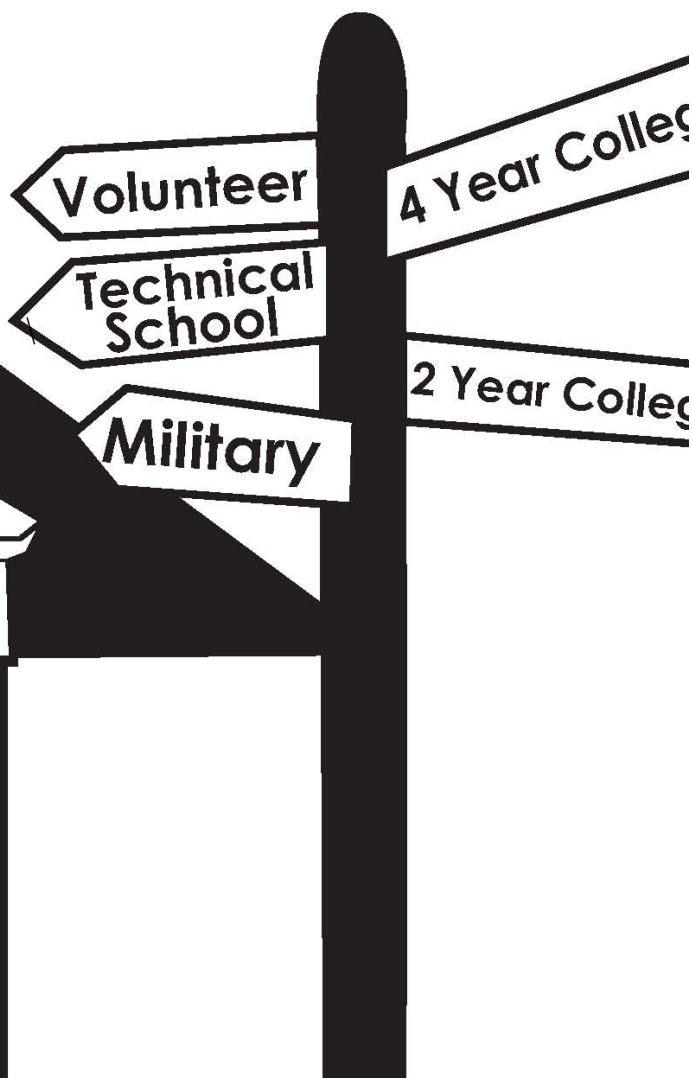 Volunteer
4 Year Colleg
Technical
School
2 Year Colleg
Military